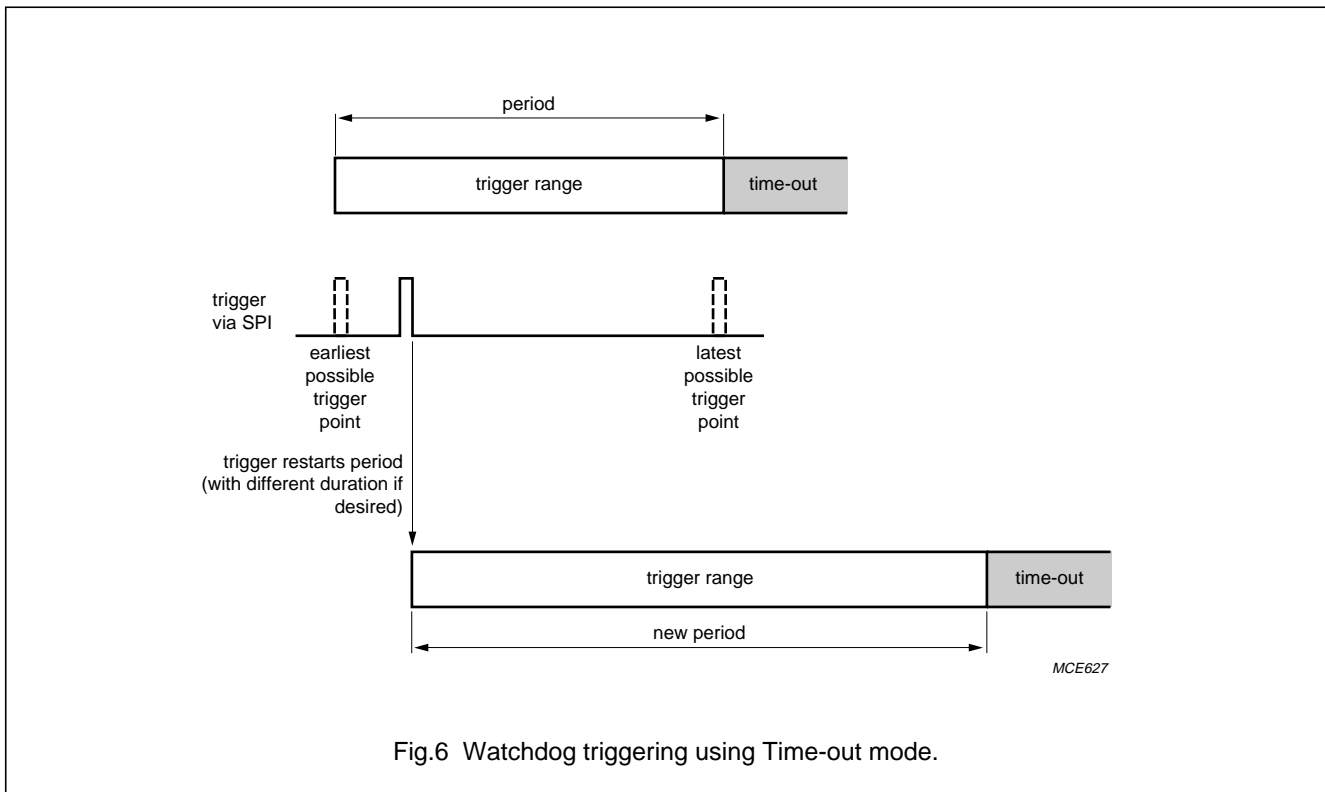 period
trigger range
time-out
trigger
via SPI
earliest
possible
trigger
point
latest
possible
trigger
point
trigger restarts period
(with different duration if
desired)
trigger range
time-out
new period
MCE627
Fig.6 Watchdog triggering using Time-out mode.